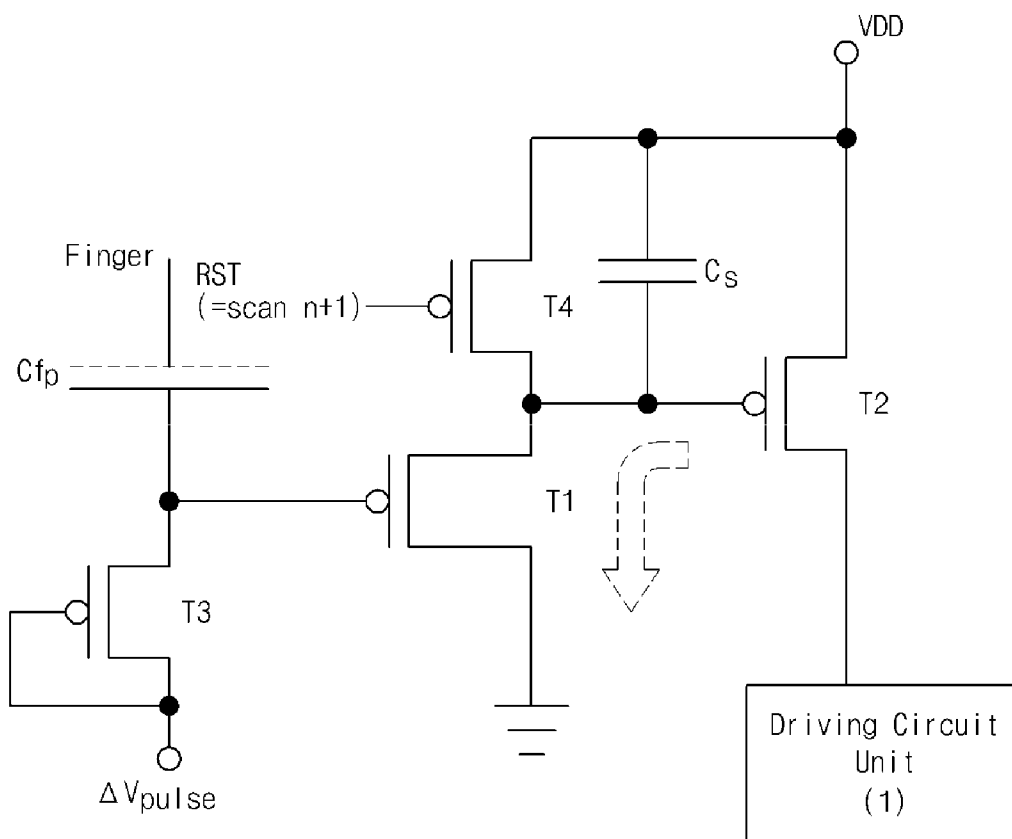 VDD
Finger
RST
(=scan n+1)
Cs
T4
Cfp
T2
T1
T3
ΔVpulse
Driving Circuit
Unit
(1)